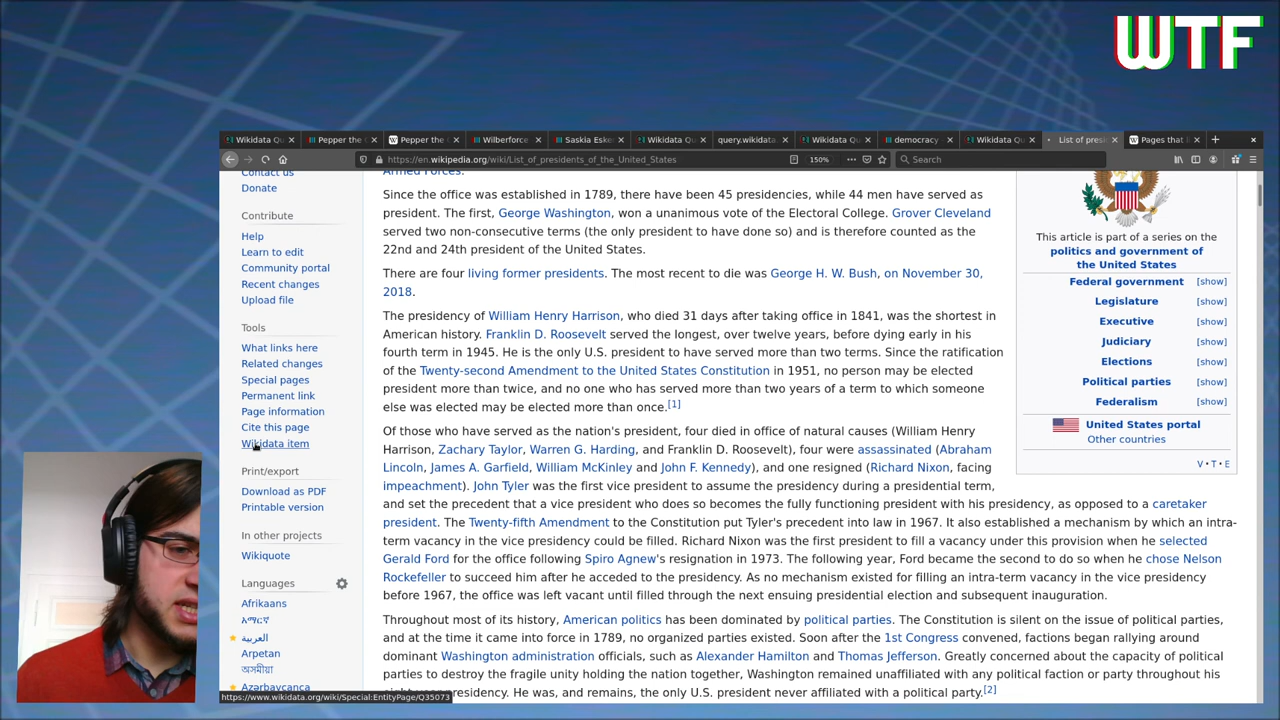 WTF
Wikidata Qu
Pepper the
Pepper the
Wilberforce
Saskia Esken
Wikidata Qu
query.wikidata
Wikidata Qu
democracy
Wikidata Qu
List of presi
Pages that l
https://en.wikipedia.org/wiki/List_of_presidents_of_the_United_States
150%
Search
Contact us
Donate
Contribute
Help
Learn to edit
Community portal
Recent changes
Upload file
Tools
What links here
Related changes
Special pages
Permanent link
Page information
Cite this page
Wikidata item
Print/export
Download as PDF
Printable version
In other projects
Wikiquote
Languages
Afrikaans
አማርኛ
العربية
Arpetan
অসমীয়া
Azərbaycanca
https://www.wikidata.org/wiki/Special:EntityPage/Q35073
Armed Forces.
Since the office was established in 1789, there have been 45 presidencies, while 44 men have served as
president. The first, George Washington, won a unanimous vote of the Electoral College. Grover Cleveland
served two non-consecutive terms (the only president to have done so) and is therefore counted as the
22nd and 24th president of the United States.
There are four living former presidents. The most recent to die was George H. W. Bush, on November 30,
2018.
The presidency of William Henry Harrison, who died 31 days after taking office in 1841, was the shortest in
American history. Franklin D. Roosevelt served the longest, over twelve years, before dying early in his
fourth term in 1945. He is the only U.S. president to have served more than two terms. Since the ratification
of the Twenty-second Amendment to the United States Constitution in 1951, no person may be elected
president more than twice, and no one who has served more than two years of a term to which someone
else was elected may be elected more than once.[1]
Of those who have served as the nation's president, four died in office of natural causes (William Henry
Harrison, Zachary Taylor, Warren G. Harding, and Franklin D. Roosevelt), four were assassinated (Abraham
Lincoln, James A. Garfield, William McKinley and John F. Kennedy), and one resigned (Richard Nixon, facing
impeachment). John Tyler was the first vice president to assume the presidency during a presidential term,
and set the precedent that a vice president who does so becomes the fully functioning president with his presidency, as opposed to a caretaker
president. The Twenty-fifth Amendment to the Constitution put Tyler's precedent into law in 1967. It also established a mechanism by which an intra-
term vacancy in the vice presidency could be filled. Richard Nixon was the first president to fill a vacancy under this provision when he selected
Gerald Ford for the office following Spiro Agnew's resignation in 1973. The following year, Ford became the second to do so when he chose Nelson
Rockefeller to succeed him after he acceded to the presidency. As no mechanism existed for filling an intra-term vacancy in the vice presidency
before 1967, the office was left vacant until filled through the next ensuing presidential election and subsequent inauguration.
Throughout most of its history, American politics has been dominated by political parties. The Constitution is silent on the issue of political parties,
and at the time it came into force in 1789, no organized parties existed. Soon after the 1st Congress convened, factions began rallying around
dominant Washington administration officials, such as Alexander Hamilton and Thomas Jefferson. Greatly concerned about the capacity of political
parties to destroy the fragile unity holding the nation together, Washington remained unaffiliated with any political faction or party throughout his
presidency. He was, and remains, the only U.S. president never affiliated with a political party.[2]
This article is part of a series on the
politics and government of
the United States
Federal government [show]
Legislature [show]
Executive [show]
Judiciary [show]
Elections [show]
Political parties [show]
Federalism [show]
United States portal
Other countries
V • T • E